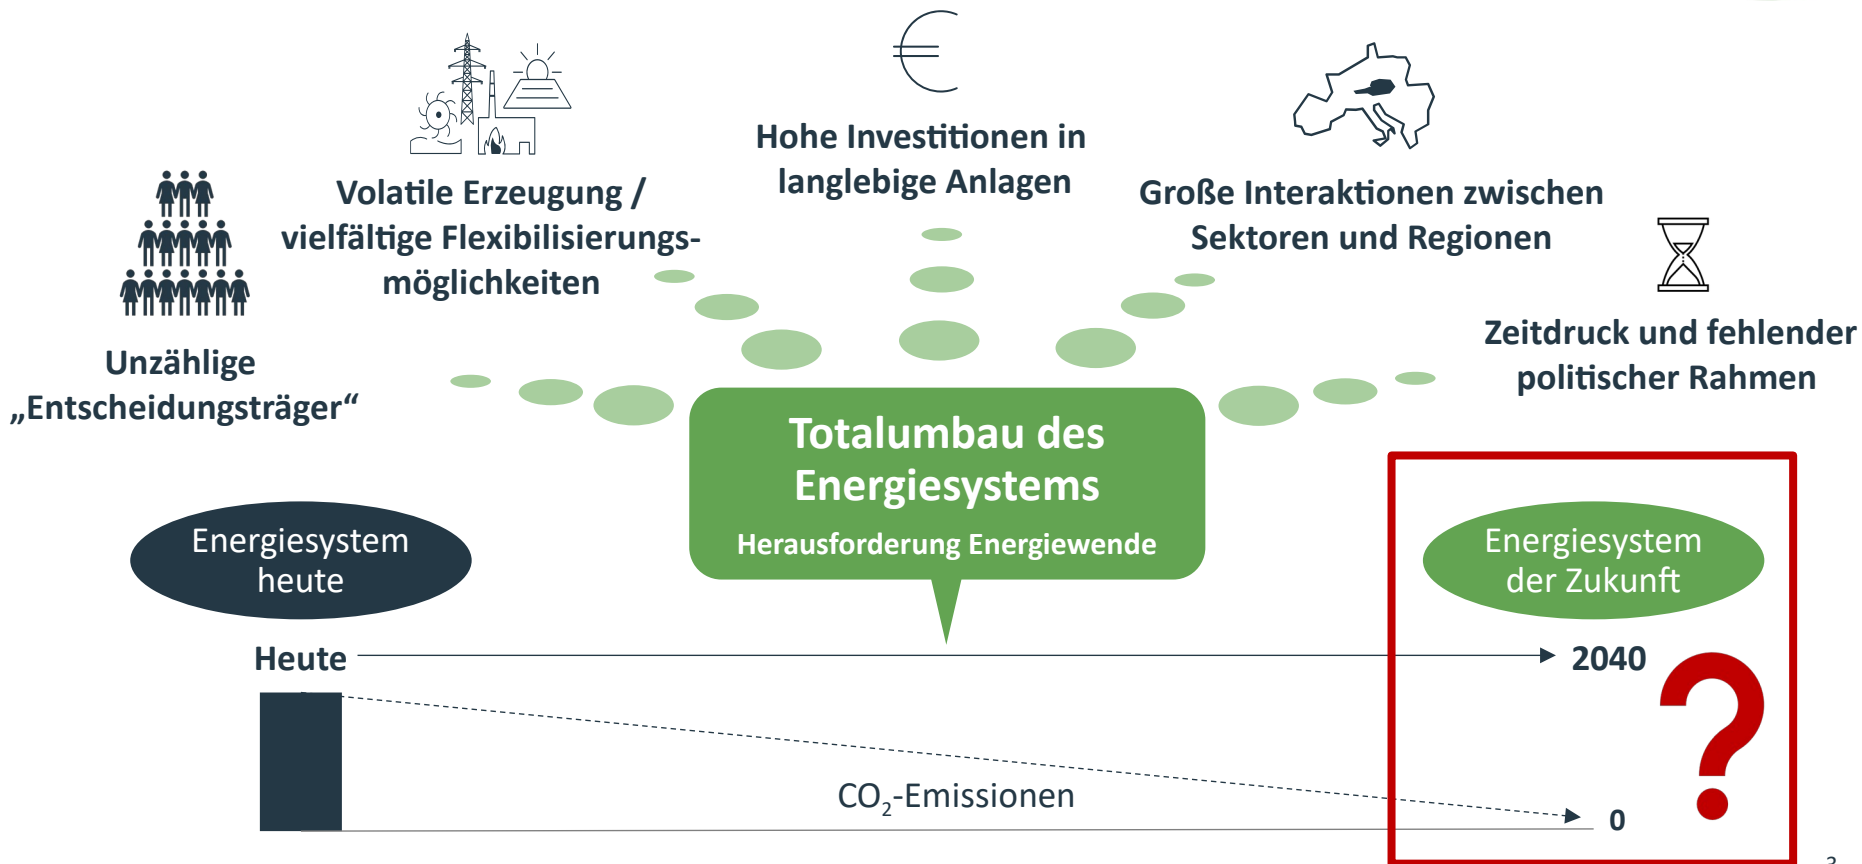 Hohe Investitionen in
langlebige Anlagen
Volatile Erzeugung /
vielfältige Flexibilisierungs-
möglichkeiten
Große Interaktionen zwischen
Sektoren und Regionen
Unzählige
„Entscheidungsträger“
Zeitdruck und fehlender
politischer Rahmen
Totalumbau des
Energiesystems
Herausforderung Energiewende
Energiesystem
heute
Energiesystem
der Zukunft
Heute
2040
?
CO₂-Emissionen
0
3